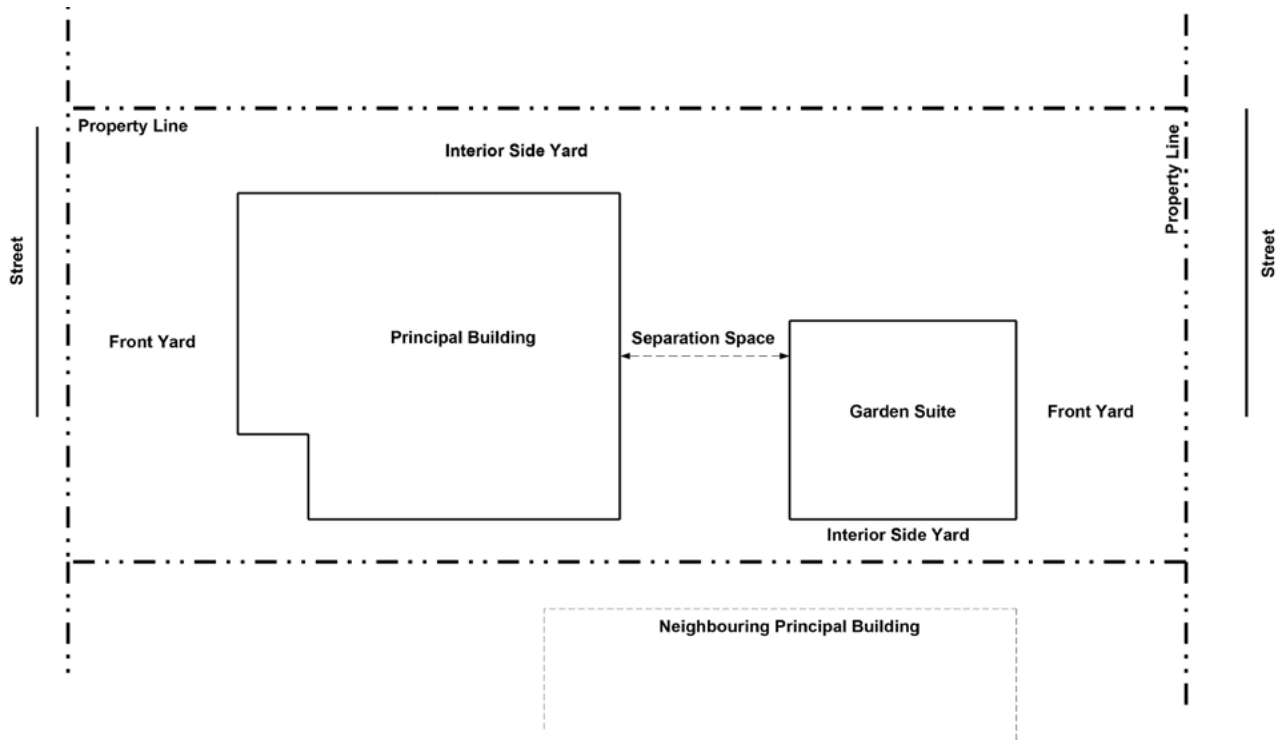 Property Line
Interior Side Yard
Property Line
Street
Street
Front Yard
Principal Building
Separation Space
Garden Suite
Front Yard
Interior Side Yard
Neighbouring Principal Building